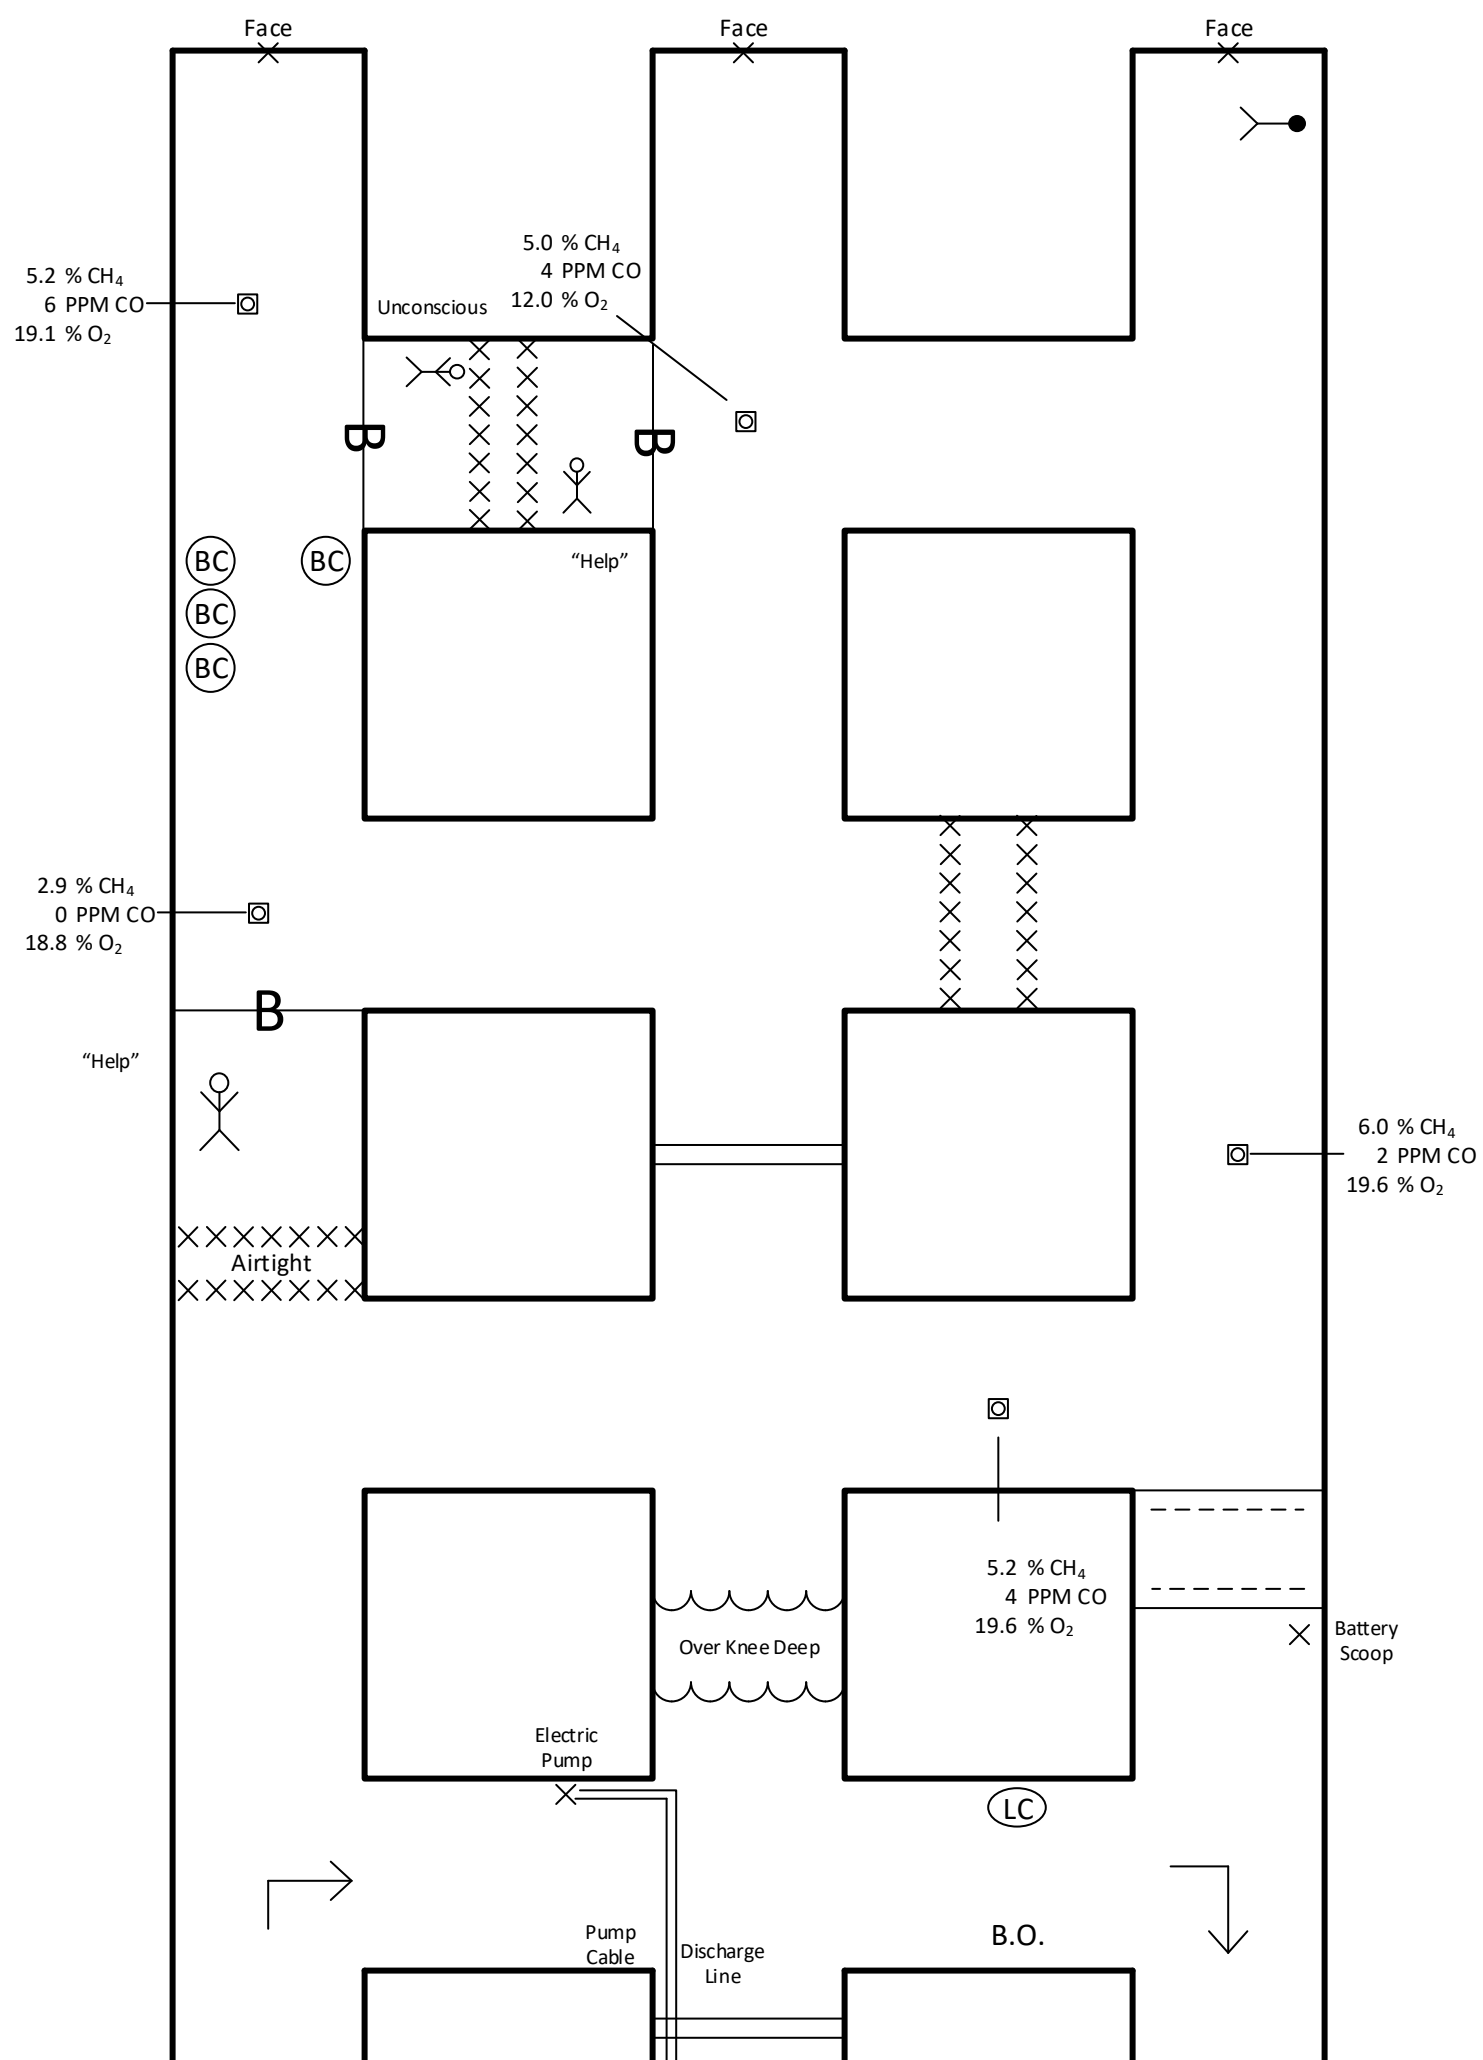 Face
Face
Face
5.0 % CH₄
4 PPM CO
12.0 % O₂
5.2 % CH₄
6 PPM CO
19.1 % O₂
Unconscious
B
B
BC
BC
“Help”
BC
BC
2.9 % CH₄
0 PPM CO
18.8 % O₂
B
“Help”
6.0 % CH₄
2 PPM CO
19.6 % O₂
Airtight
5.2 % CH₄
4 PPM CO
19.6 % O₂
Over Knee Deep
Battery
Scoop
Electric
Pump
LC
Pump
Cable
Discharge
Line
B.O.